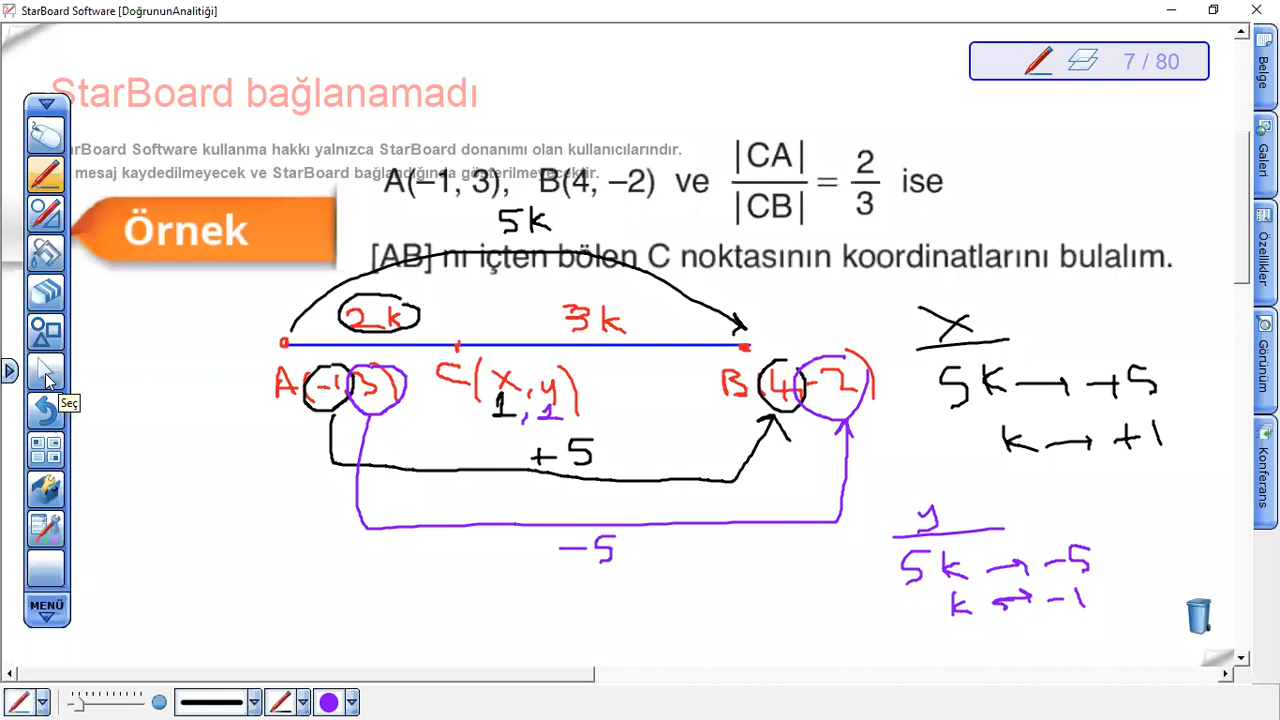 StarBoard Software [DoğrununAnalitiği]
7 / 80
StarBoard bağlanamadı
StarBoard Software kullanma hakkı yalnızca StarBoard donanımı olan kullanıcılarındır.
mesaj kaydedilmeyecek ve StarBoard bağlandığında gösterilmeyecektir.
A(–1, 3), B(4, –2) ve |CA| / |CB| = 2 / 3 ise
Örnek
[AB] nı içten bölen C noktasının koordinatlarını bulalım.
5k
2k 3k
A(-1,3) C(x,y) B(4,-2)
1,1
+5
-5
x
5k → +5
k → +1
y
5k → -5
k → -1
Seç
MENÜ
Belge
Galeri
Özellikler
Görünüm
Konferans